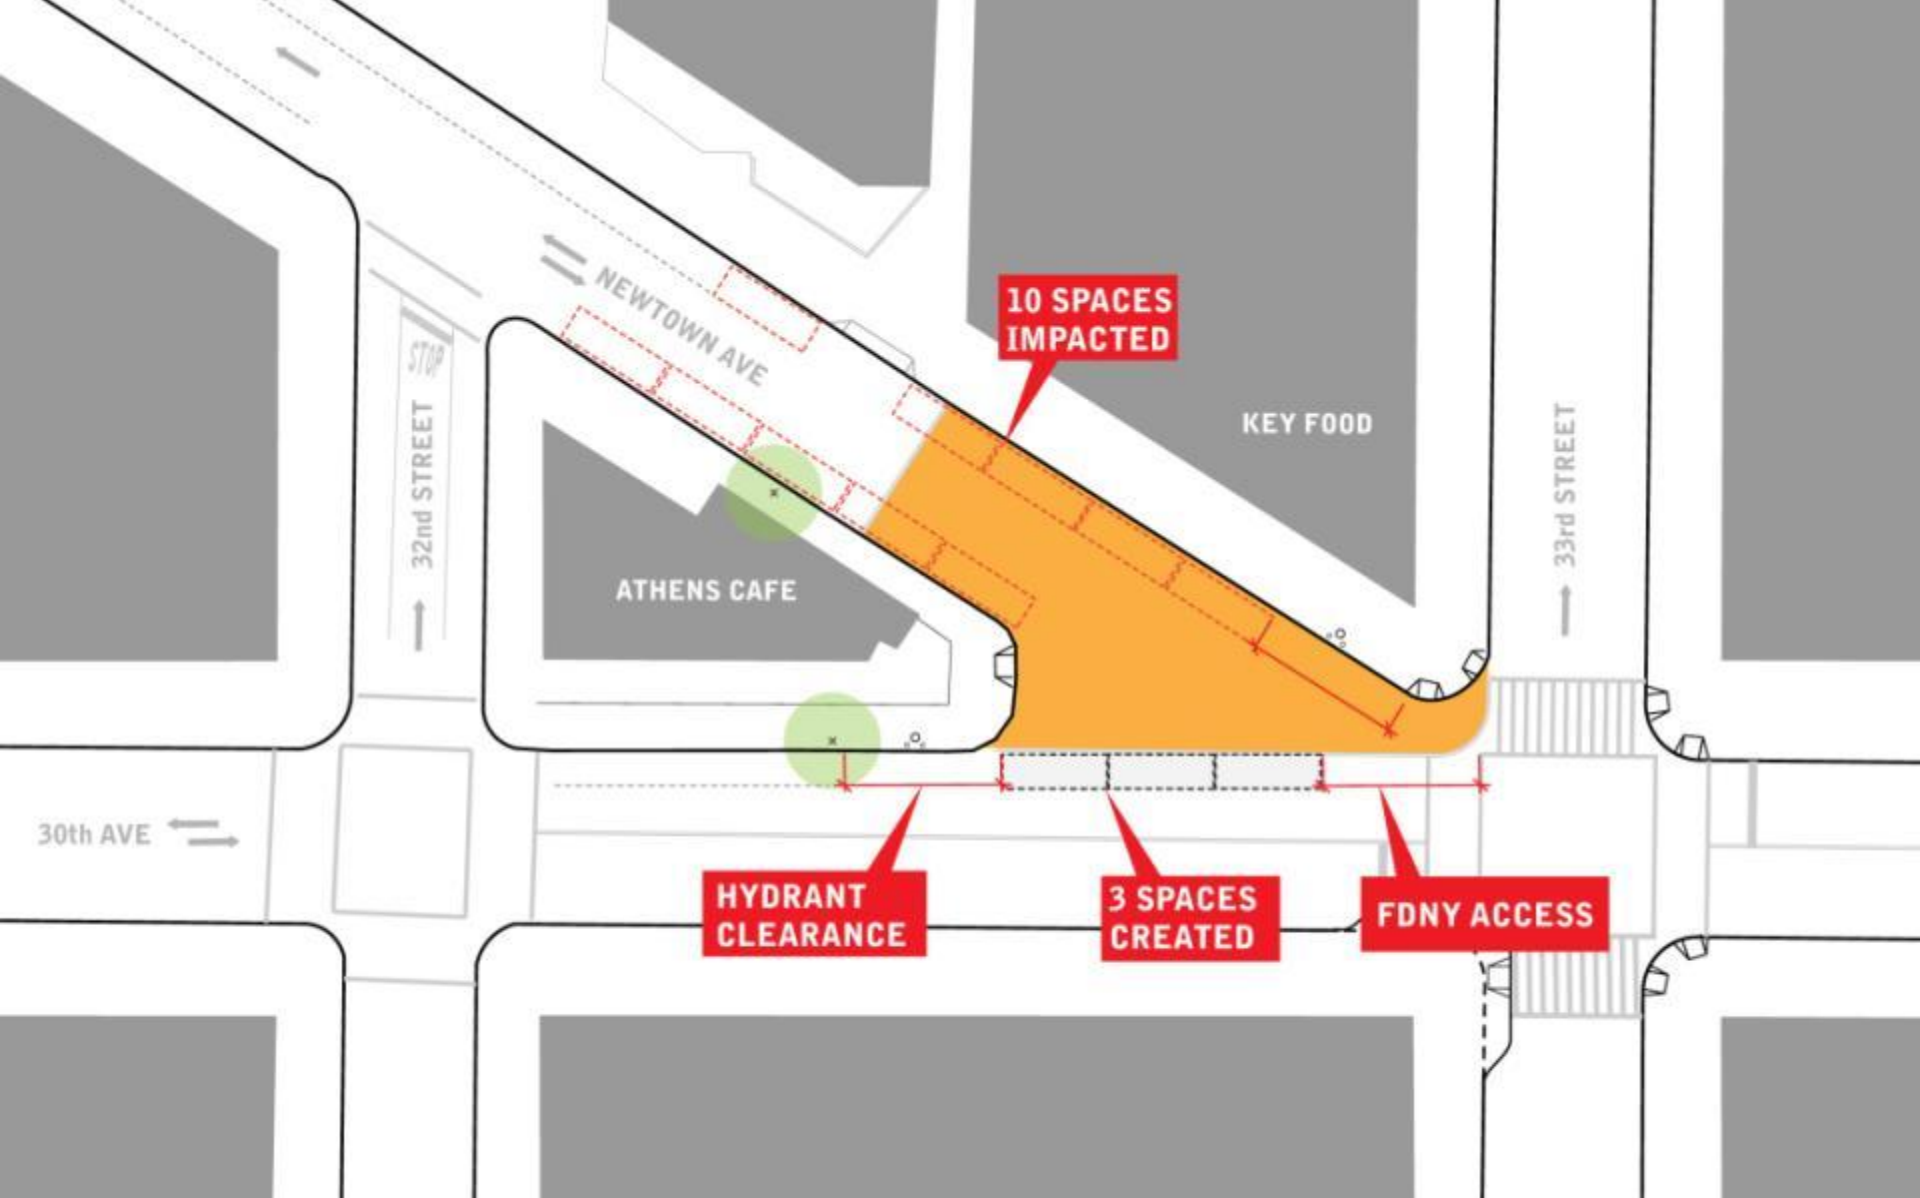 NEWTOWN AVE
10 SPACES
IMPACTED
KEY FOOD
STOP
32nd STREET
33rd STREET
ATHENS CAFE
30th AVE
HYDRANT
CLEARANCE
3 SPACES
CREATED
FDNY ACCESS